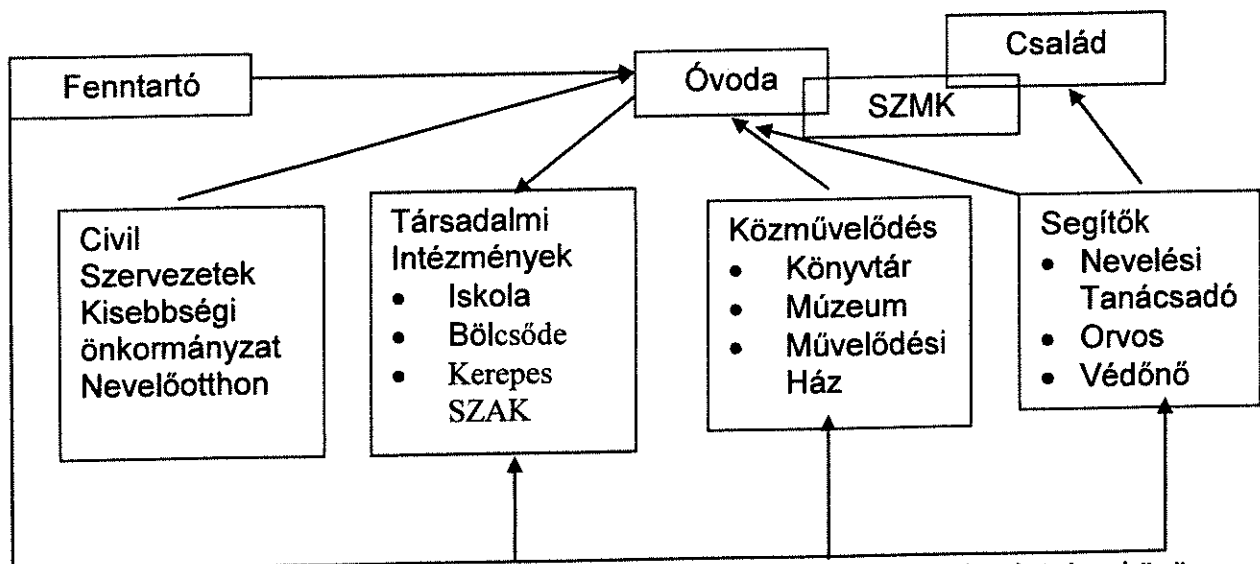 Család
Fenntartó
Óvoda
SZMK
Civil
Szervezetek
Kisebbségi
önkormányzat
Nevelőotthon
Társadalmi
Intézmények
• Iskola
• Bölcsőde
• Kerepes
SZAK
Közművelődés
• Könyvtár
• Múzeum
• Művelődési
Ház
Segítők
• Nevelési
Tanácsadó
• Orvos
• Védőnő